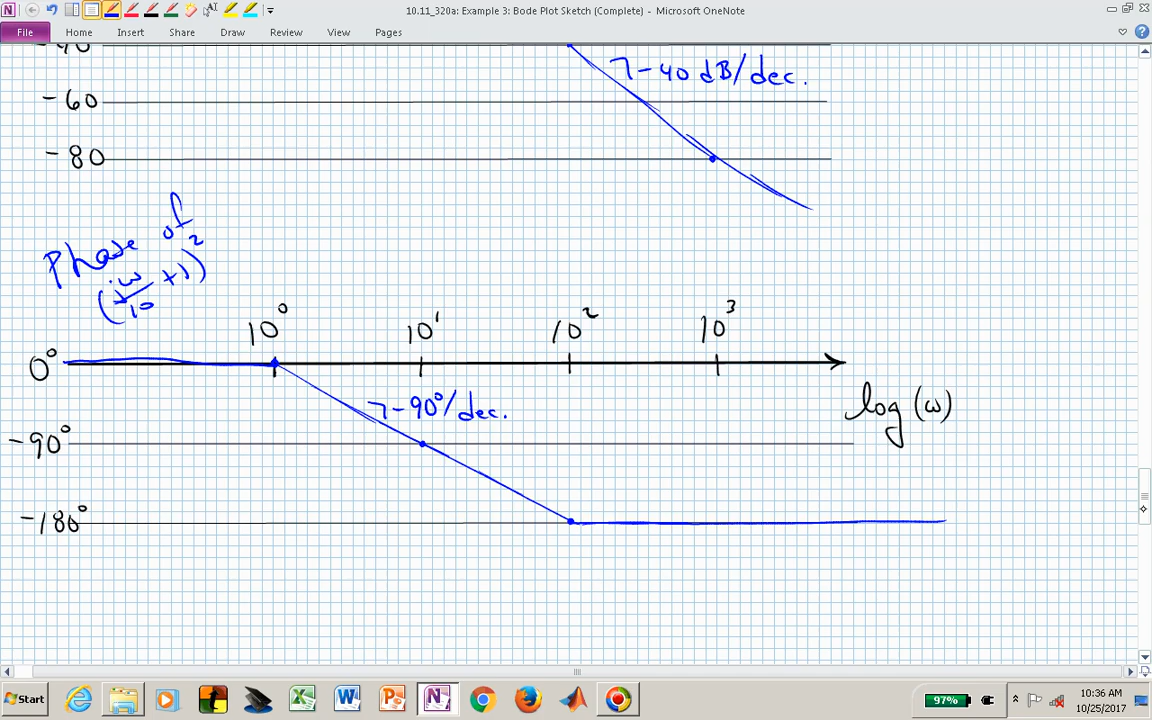 10.11_320a: Example 3: Bode Plot Sketch (Complete) - Microsoft OneNote
File Home Insert Share Draw Review View Pages
-40
⌝-40 dB/dec.
-60
-80
Phase of
(jω/10 + 1)²
10⁰ 10¹ 10² 10³
0°
log (ω)
⌝-90°/dec.
-90°
-180°
Start
97%
10:36 AM
10/25/2017